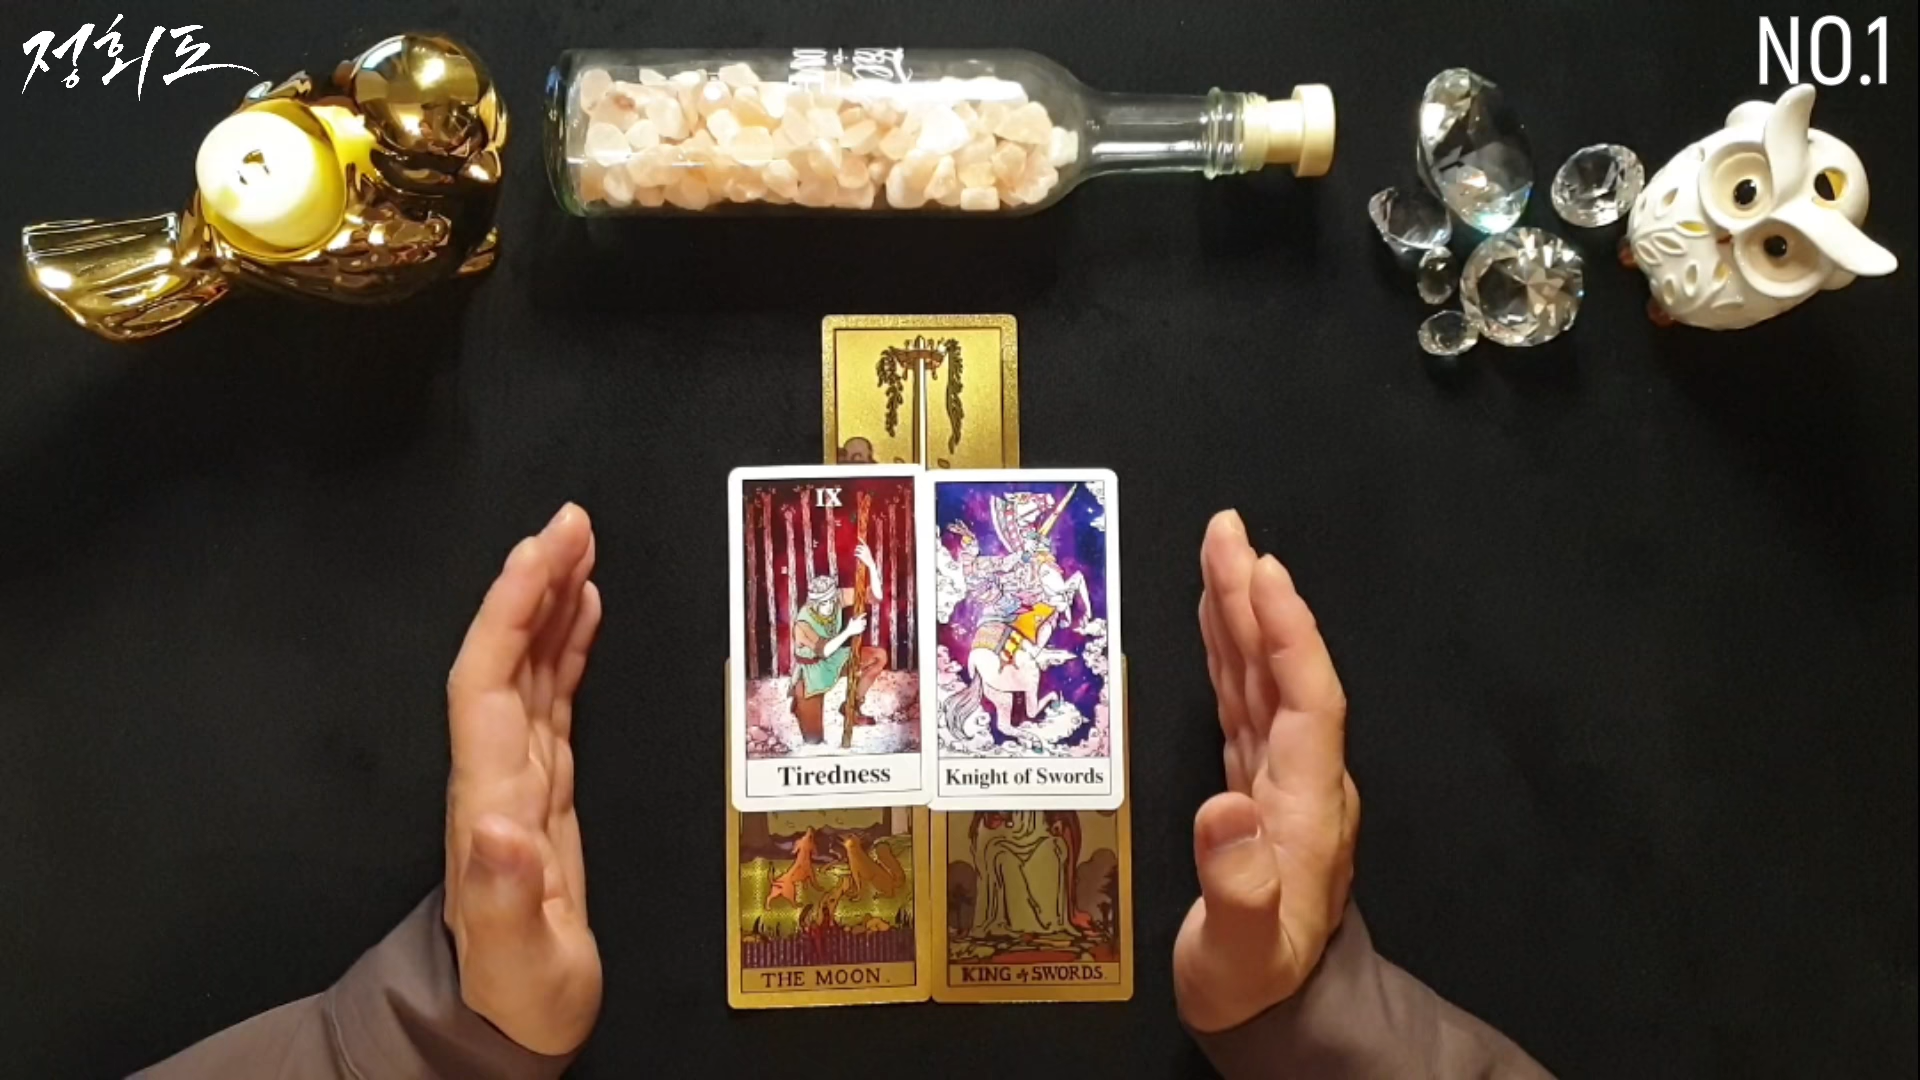 정회도
NO.1
IX
Tiredness
Knight of Swords
THE MOON.
KING of SWORDS.